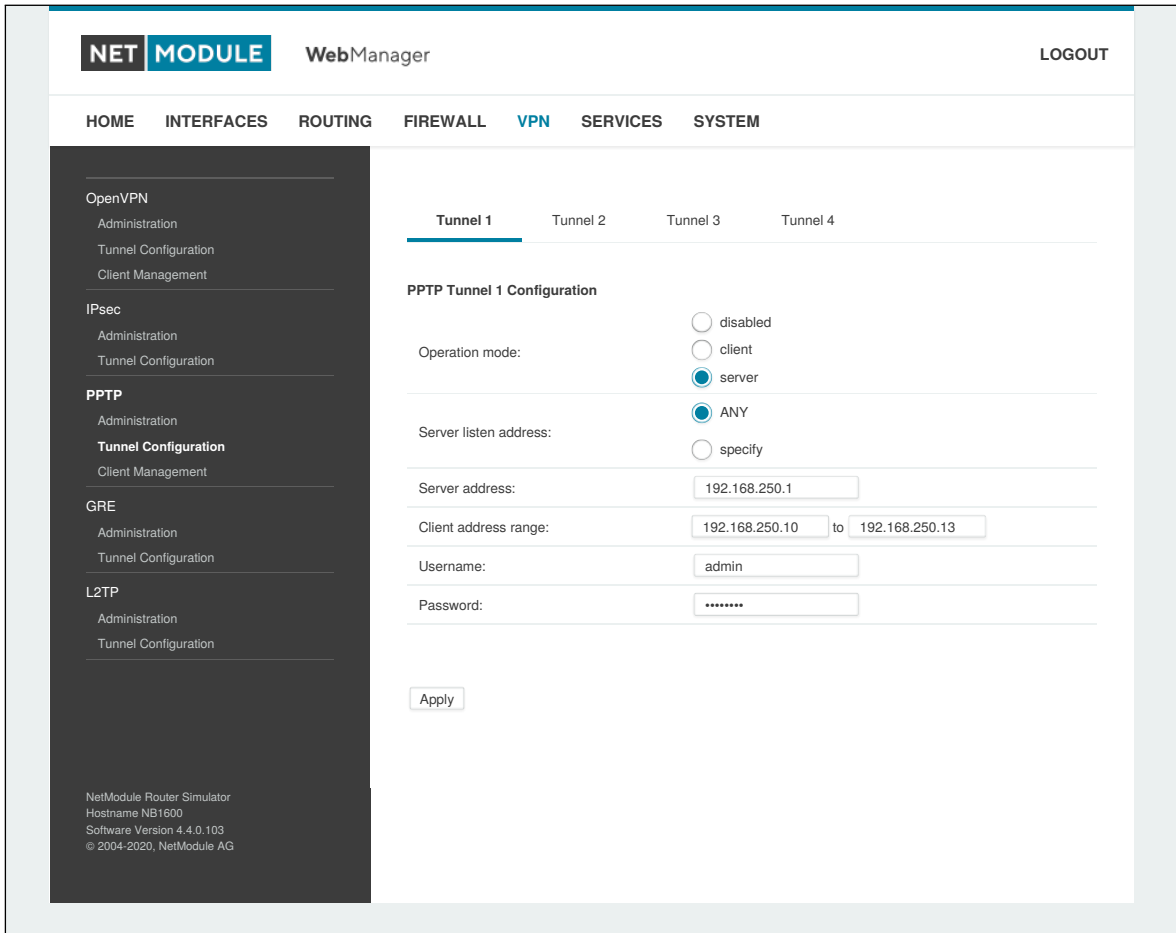 NET MODULE WebManager LOGOUT
HOME INTERFACES ROUTING FIREWALL VPN SERVICES SYSTEM
OpenVPN
Administration
Tunnel Configuration
Client Management
IPsec
Administration
Tunnel Configuration
PPTP
Administration
Tunnel Configuration
Client Management
GRE
Administration
Tunnel Configuration
L2TP
Administration
Tunnel Configuration
NetModule Router Simulator
Hostname NB1600
Software Version 4.4.0.103
© 2004-2020, NetModule AG
Tunnel 1 Tunnel 2 Tunnel 3 Tunnel 4
PPTP Tunnel 1 Configuration
Operation mode:
disabled
client
server
Server listen address:
ANY
specify
Server address: 192.168.250.1
Client address range: 192.168.250.10 to 192.168.250.13
Username: admin
Password: ••••••••
Apply